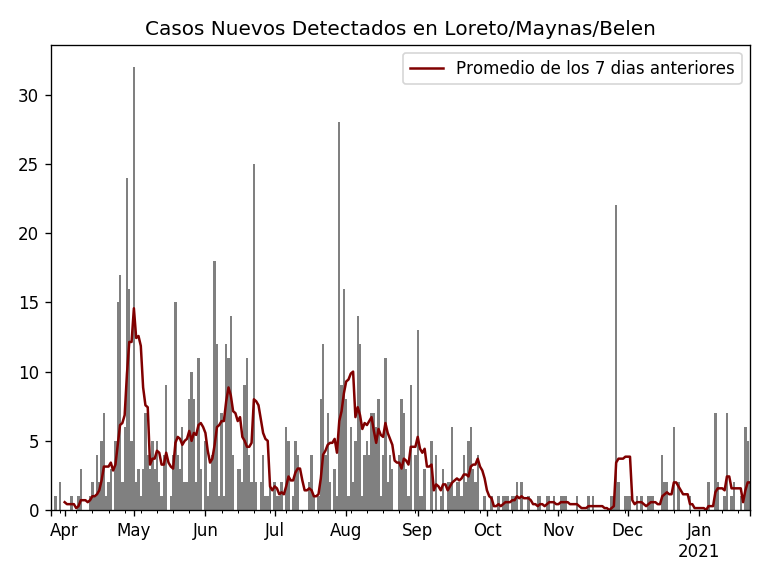 Casos Nuevos Detectados en Loreto/Maynas/Belen
Promedio de los 7 dias anteriores
30
25
20
15
10
5
0
Apr May Jun Jul Aug Sep Oct Nov Dec Jan
2021